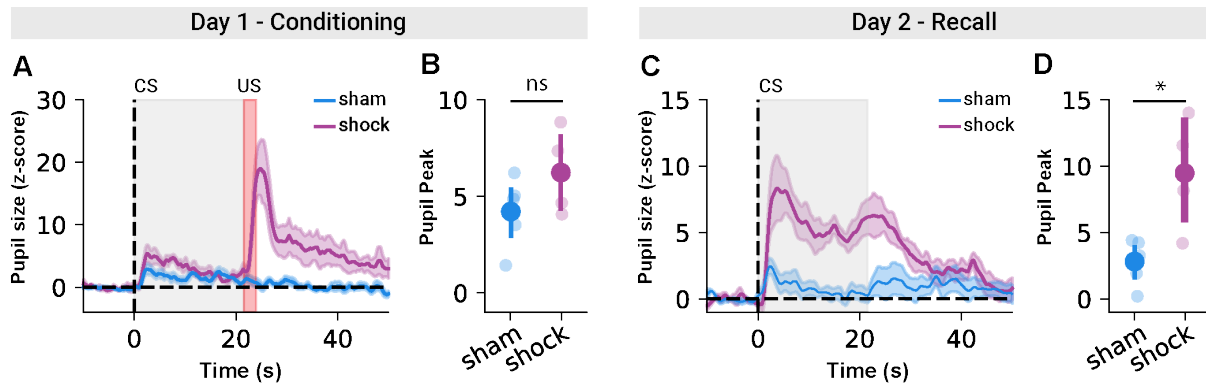 Day 1 - Conditioning
Day 2 - Recall
A
CS
US
sham
shock
30
20
10
0
Pupil size (z-score)
0
20
40
Time (s)
B
ns
10
5
0
Pupil Peak
sham
shock
C
CS
sham
shock
15
10
5
0
Pupil size (z-score)
0
20
40
Time (s)
D
*
15
10
5
0
Pupil Peak
sham
shock